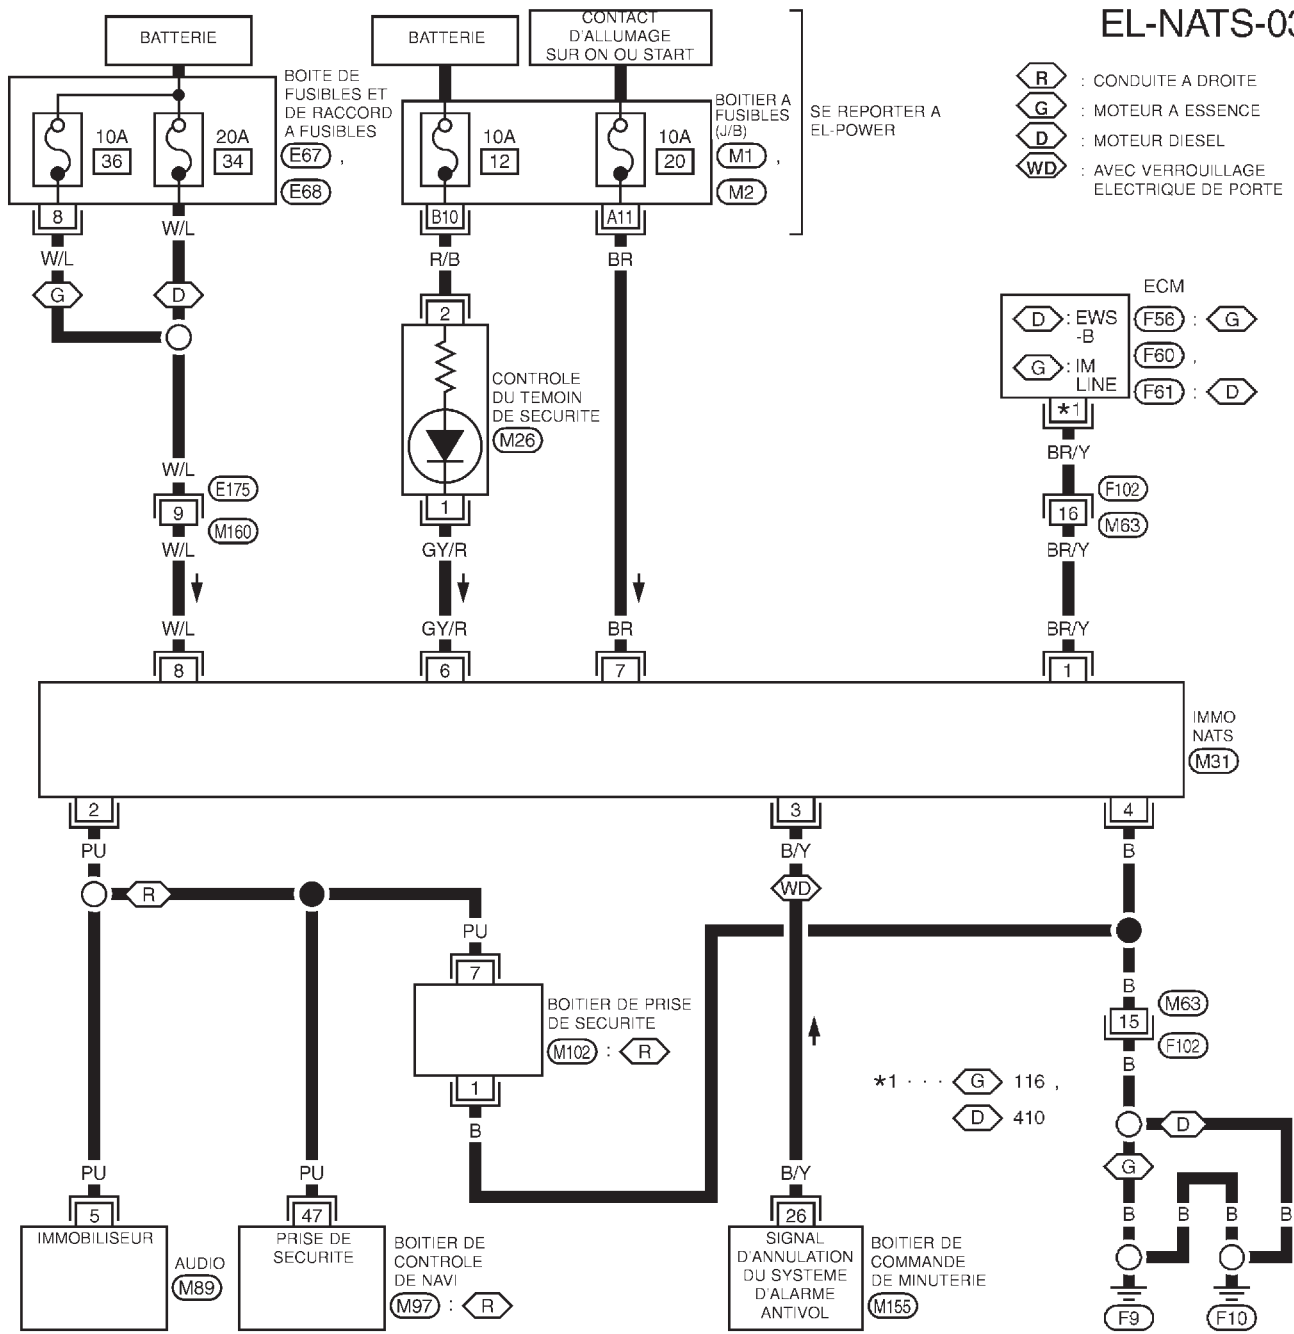 EL-NATS-03
BATTERIE
BATTERIE
CONTACT
D'ALLUMAGE
SUR ON OU START
R : CONDUITE A DROITE
G : MOTEUR A ESSENCE
D : MOTEUR DIESEL
WD : AVEC VERROUILLAGE
ELECTRIQUE DE PORTE
10A
36
20A
34
BOITE DE
FUSIBLES ET
DE RACCORD
A FUSIBLES
E67 ,
E68
10A
12
10A
20
BOITIER A
FUSIBLES
(J/B)
M1 ,
M2
SE REPORTER A
EL-POWER
8
W/L
B10
A11
W/L
R/B
BR
G
D
2
CONTROLE
DU TEMOIN
DE SECURITE
M26
1
ECM
D : EWS
-B
G : IM
LINE
F56 : G
F60 ,
F61 : D
*1
BR/Y
W/L
E175
9
M160
W/L
GY/R
F102
16
M63
BR/Y
W/L
GY/R
BR
BR/Y
8
6
7
1
IMMO
NATS
M31
2
3
4
PU
B/Y
B
R
WD
PU
7
BOITIER DE PRISE
DE SECURITE
M102 : R
1
B
B
M63
15
F102
B
*1 · · · G 116 ,
D 410
D
G
PU
PU
B/Y
B
B
B
B
5
47
26
IMMOBILISEUR
AUDIO
M89
PRISE DE
SECURITE
BOITIER DE
CONTROLE
DE NAVI
M97 : R
SIGNAL
D'ANNULATION
DU SYSTEME
D'ALARME
ANTIVOL
BOITIER DE
COMMANDE
DE MINUTERIE
M155
F9
F10